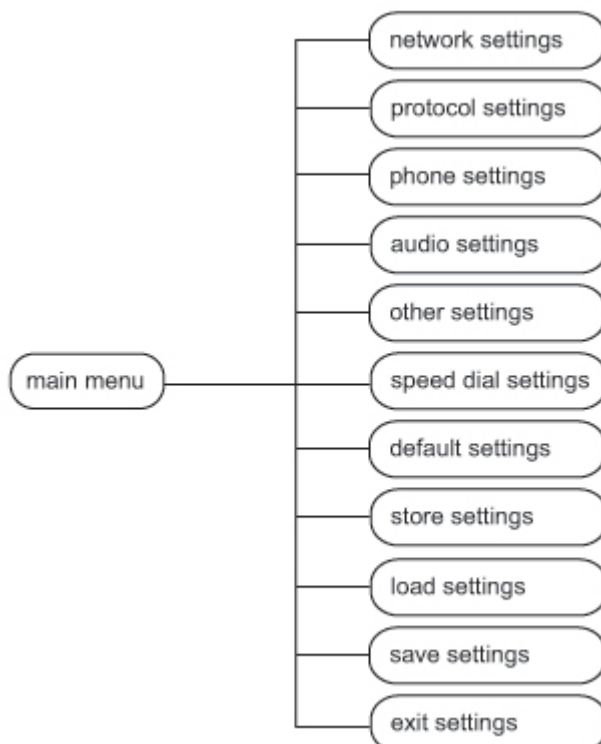 network settings
protocol settings
phone settings
audio settings
other settings
main menu
speed dial settings
default settings
store settings
load settings
save settings
exit settings